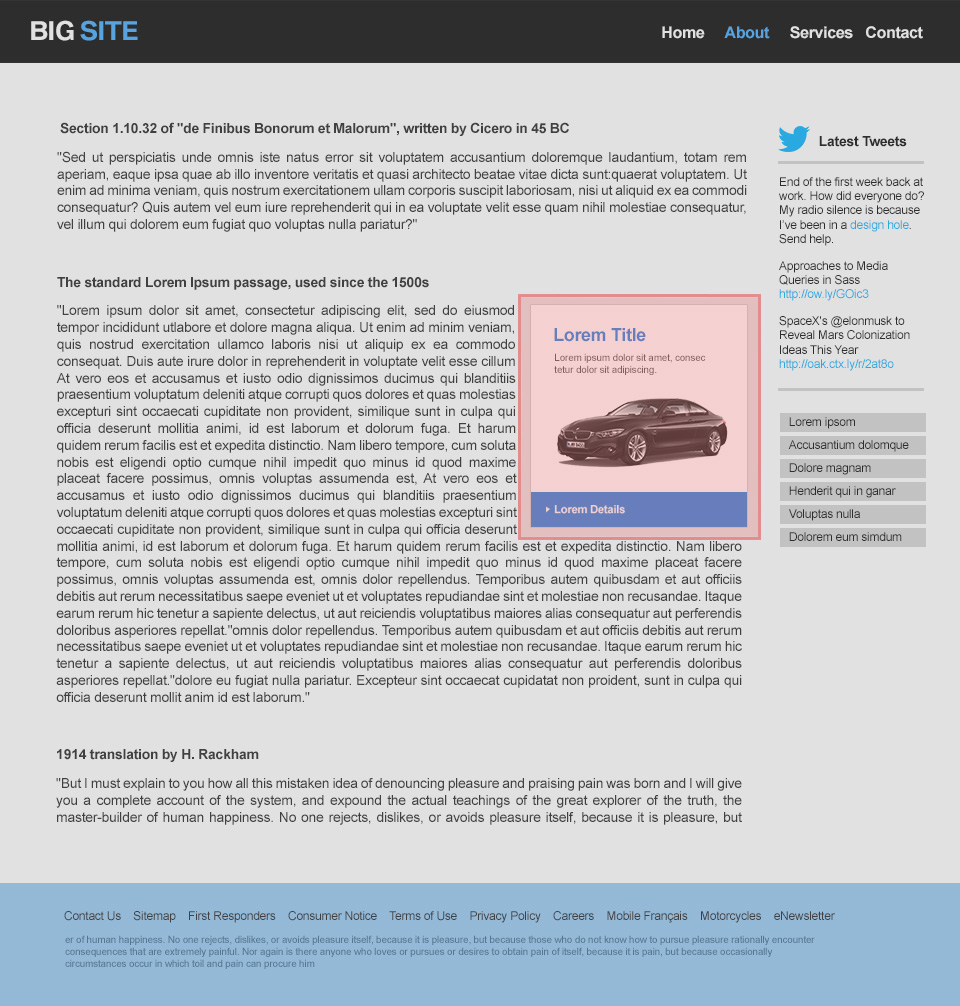 BIG SITE
Home About Services Contact
Section 1.10.32 of "de Finibus Bonorum et Malorum", written by Cicero in 45 BC
"Sed ut perspiciatis unde omnis iste natus error sit voluptatem accusantium doloremque laudantium, totam rem
aperiam, eaque ipsa quae ab illo inventore veritatis et quasi architecto beatae vitae dicta sunt:quaerat voluptatem. Ut
enim ad minima veniam, quis nostrum exercitationem ullam corporis suscipit laboriosam, nisi ut aliquid ex ea commodi
consequatur? Quis autem vel eum iure reprehenderit qui in ea voluptate velit esse quam nihil molestiae consequatur,
vel illum qui dolorem eum fugiat quo voluptas nulla pariatur?"
The standard Lorem Ipsum passage, used since the 1500s
"Lorem ipsum dolor sit amet, consectetur adipiscing elit, sed do eiusmod
tempor incididunt utlabore et dolore magna aliqua. Ut enim ad minim veniam,
quis nostrud exercitation ullamco laboris nisi ut aliquip ex ea commodo
consequat. Duis aute irure dolor in reprehenderit in voluptate velit esse cillum
At vero eos et accusamus et iusto odio dignissimos ducimus qui blanditiis
praesentium voluptatum deleniti atque corrupti quos dolores et quas molestias
excepturi sint occaecati cupiditate non provident, similique sunt in culpa qui
officia deserunt mollitia animi, id est laborum et dolorum fuga. Et harum
quidem rerum facilis est et expedita distinctio. Nam libero tempore, cum soluta
nobis est eligendi optio cumque nihil impedit quo minus id quod maxime
placeat facere possimus, omnis voluptas assumenda est, At vero eos et
accusamus et iusto odio dignissimos ducimus qui blanditiis praesentium
voluptatum deleniti atque corrupti quos dolores et quas molestias excepturi sint
occaecati cupiditate non provident, similique sunt in culpa qui officia deserunt
mollitia animi, id est laborum et dolorum fuga. Et harum quidem rerum facilis est et expedita distinctio. Nam libero
tempore, cum soluta nobis est eligendi optio cumque nihil impedit quo minus id quod maxime placeat facere
possimus, omnis voluptas assumenda est, omnis dolor repellendus. Temporibus autem quibusdam et aut officiis
debitis aut rerum necessitatibus saepe eveniet ut et voluptates repudiandae sint et molestiae non recusandae. Itaque
earum rerum hic tenetur a sapiente delectus, ut aut reiciendis voluptatibus maiores alias consequatur aut perferendis
doloribus asperiores repellat."omnis dolor repellendus. Temporibus autem quibusdam et aut officiis debitis aut rerum
necessitatibus saepe eveniet ut et voluptates repudiandae sint et molestiae non recusandae. Itaque earum rerum hic
tenetur a sapiente delectus, ut aut reiciendis voluptatibus maiores alias consequatur aut perferendis doloribus
asperiores repellat."dolore eu fugiat nulla pariatur. Excepteur sint occaecat cupidatat non proident, sunt in culpa qui
officia deserunt mollit anim id est laborum."
Lorem Title
Lorem ipsum dolor sit amet, consec
tetur dolor sit adipiscing.
Lorem Details
1914 translation by H. Rackham
"But I must explain to you how all this mistaken idea of denouncing pleasure and praising pain was born and I will give
you a complete account of the system, and expound the actual teachings of the great explorer of the truth, the
master-builder of human happiness. No one rejects, dislikes, or avoids pleasure itself, because it is pleasure, but
Latest Tweets
End of the first week back at
work. How did everyone do?
My radio silence is because
I've been in a design hole.
Send help.
Approaches to Media
Queries in Sass
http://ow.ly/GOic3
SpaceX's @elonmusk to
Reveal Mars Colonization
Ideas This Year
http://oak.ctx.ly/r/2at8o
Lorem ipsom
Accusantium dolomque
Dolore magnam
Henderit qui in ganar
Voluptas nulla
Dolorem eum simdum
Contact Us Sitemap First Responders Consumer Notice Terms of Use Privacy Policy Careers Mobile Français Motorcycles eNewsletter
er of human happiness. No one rejects, dislikes, or avoids pleasure itself, because it is pleasure, but because those who do not know how to pursue pleasure rationally encounter
consequences that are extremely painful. Nor again is there anyone who loves or pursues or desires to obtain pain of itself, because it is pain, but because occasionally
circumstances occur in which toil and pain can procure him